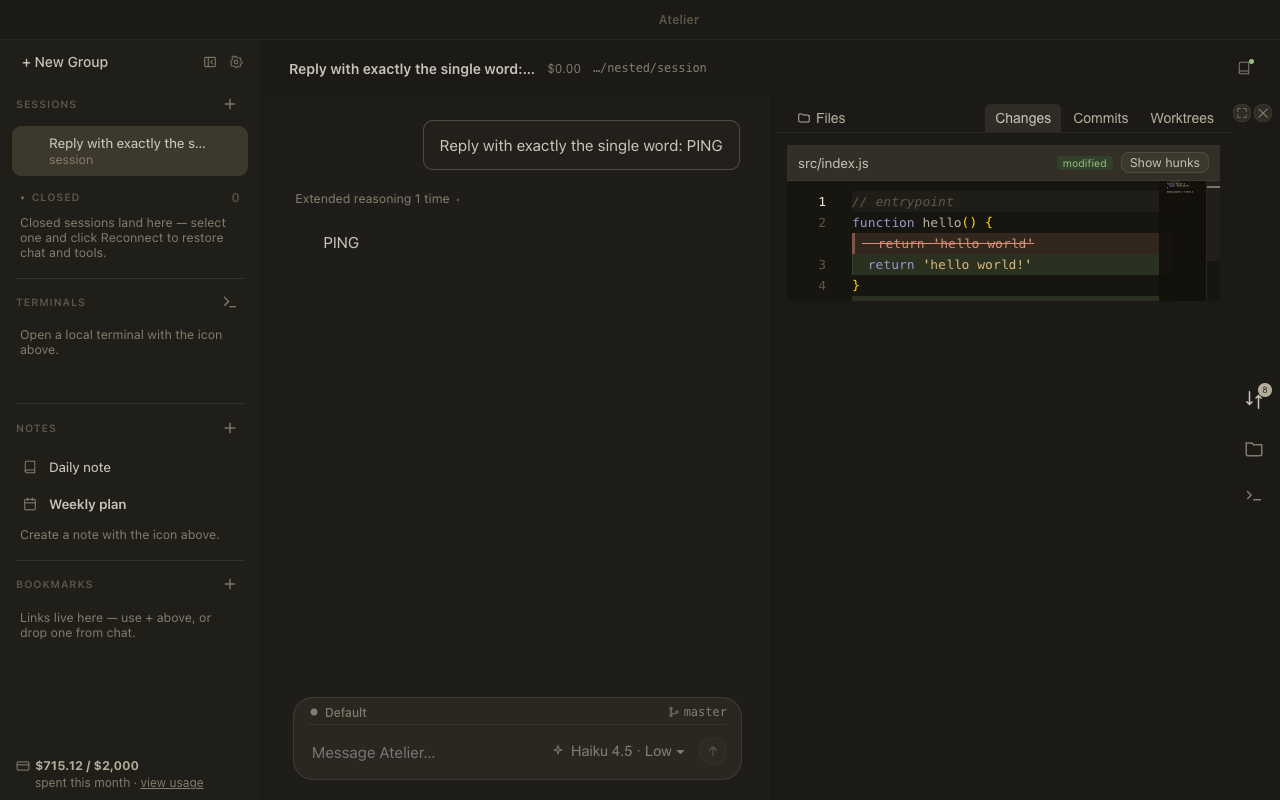 Atelier
+ New Group
SESSIONS
Reply with exactly the s...
session
CLOSED 0
Closed sessions land here — select
one and click Reconnect to restore
chat and tools.
TERMINALS
Open a local terminal with the icon
above.
NOTES
Daily note
Weekly plan
Create a note with the icon above.
BOOKMARKS
Links live here — use + above, or
drop one from chat.
$715.12 / $2,000
spent this month · view usage
Reply with exactly the single word:... $0.00 …/nested/session
Reply with exactly the single word: PING
Extended reasoning 1 time
PING
Default master
Message Atelier... Haiku 4.5 · Low
Files Changes Commits Worktrees
src/index.js modified Show hunks
1 // entrypoint
2 function hello() {
return 'hello world'
3 return 'hello world!'
4 }
8